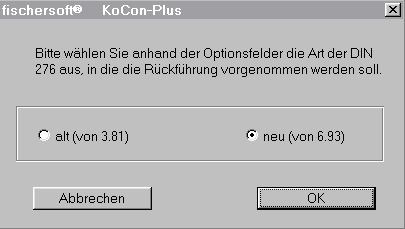 fischersoft® KoCon-Plus
Bitte wählen Sie anhand der Optionsfelder die Art der DIN
276 aus, in die die Rückführung vorgenommen werden soll.
alt (von 3.81) neu (von 6.93)
Abbrechen OK